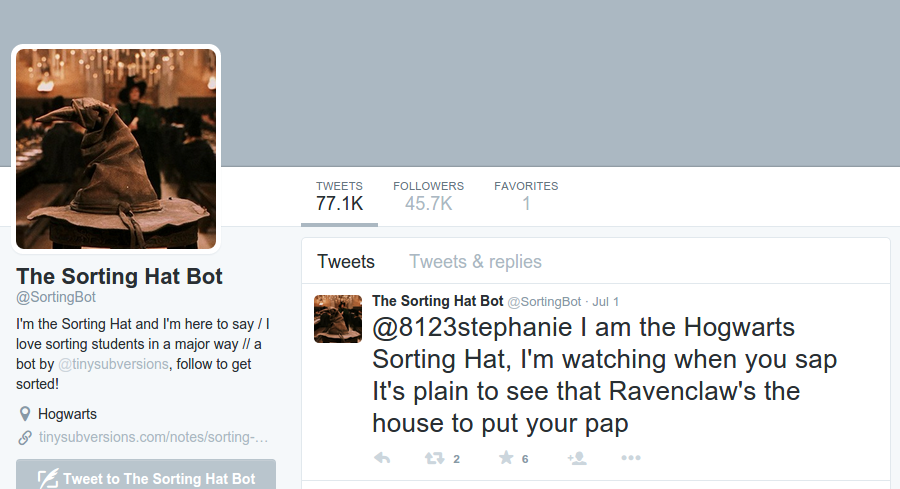 TWEETS FOLLOWERS FAVORITES
77.1K 45.7K 1
The Sorting Hat Bot
@SortingBot
I'm the Sorting Hat and I'm here to say / I
love sorting students in a major way // a
bot by @tinysubversions, follow to get
sorted!
Hogwarts
tinysubversions.com/notes/sorting-...
Tweet to The Sorting Hat Bot
Tweets Tweets & replies
The Sorting Hat Bot @SortingBot · Jul 1
@8123stephanie I am the Hogwarts
Sorting Hat, I'm watching when you sap
It's plain to see that Ravenclaw's the
house to put your pap
2 6